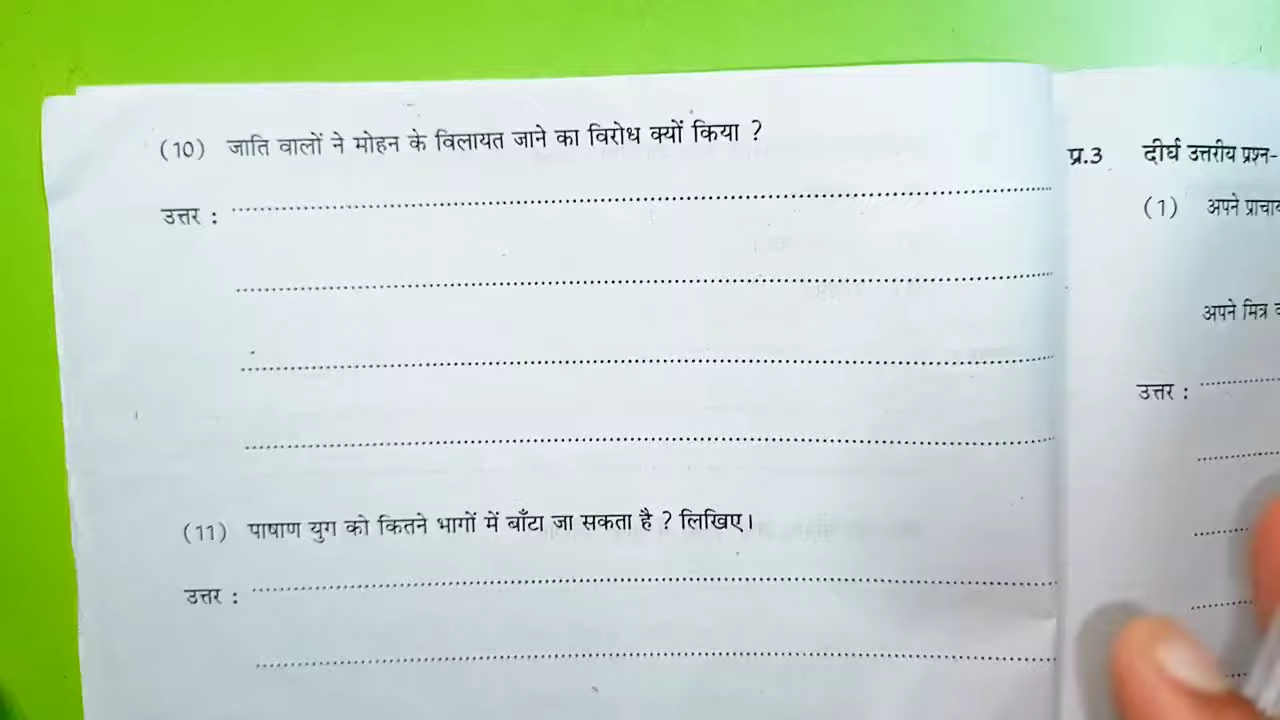 (10) जाति वालों ने मोहन के विलायत जाने का विरोध क्यों किया ?
उत्तर :
(11) पाषाण युग को कितने भागों में बाँटा जा सकता है ? लिखिए।
उत्तर :
प्र.3 दीर्घ उत्तरीय प्रश्न-
(1) अपने
अपने मित्र
उत्तर :